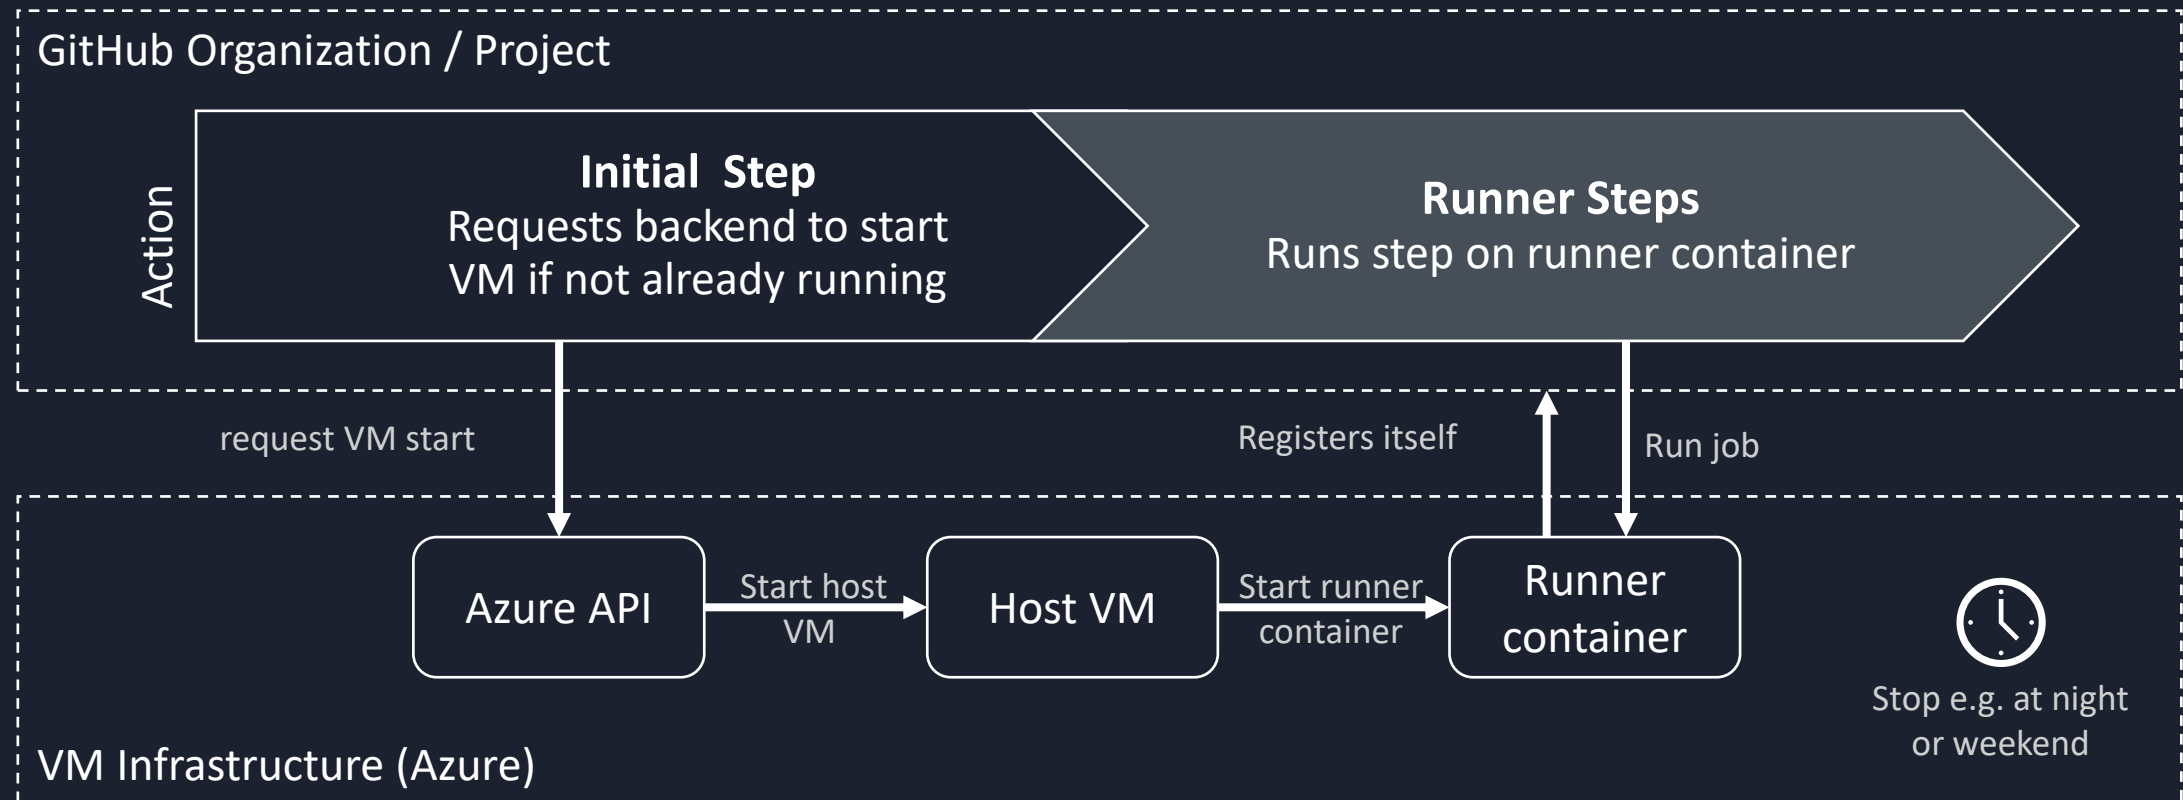 GitHub Organization / Project
Action
Initial  Step
Requests backend to start
VM if not already running
Runner Steps
Runs step on runner container
request VM start
Registers itself
Run job
Azure API
Start host
VM
Host VM
Start runner
container
Runner
container
Stop e.g. at night
or weekend
VM Infrastructure (Azure)